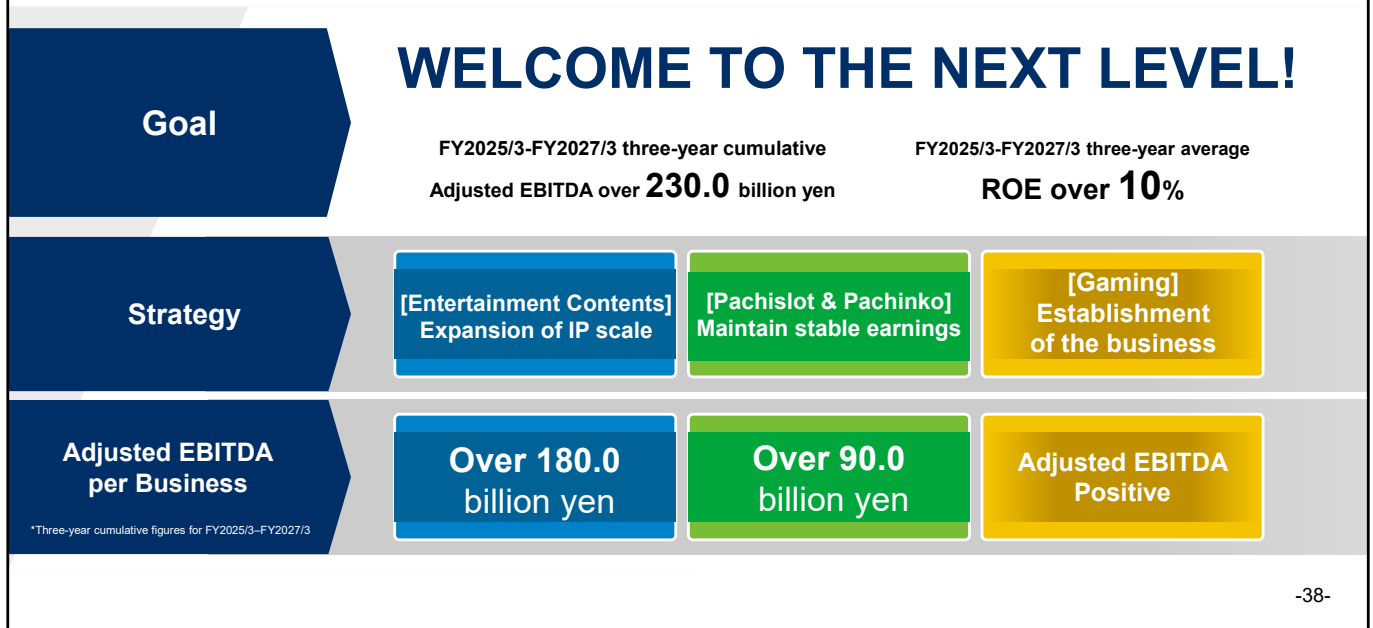 Goal
WELCOME TO THE NEXT LEVEL!
FY2025/3-FY2027/3 three-year cumulative
Adjusted EBITDA over 230.0 billion yen
FY2025/3-FY2027/3 three-year average
ROE over 10%
Strategy
[Entertainment Contents]
Expansion of IP scale
[Pachislot & Pachinko]
Maintain stable earnings
[Gaming]
Establishment
of the business
Adjusted EBITDA
per Business
*Three-year cumulative figures for FY2025/3–FY2027/3
Over 180.0
billion yen
Over 90.0
billion yen
Adjusted EBITDA
Positive
-38-